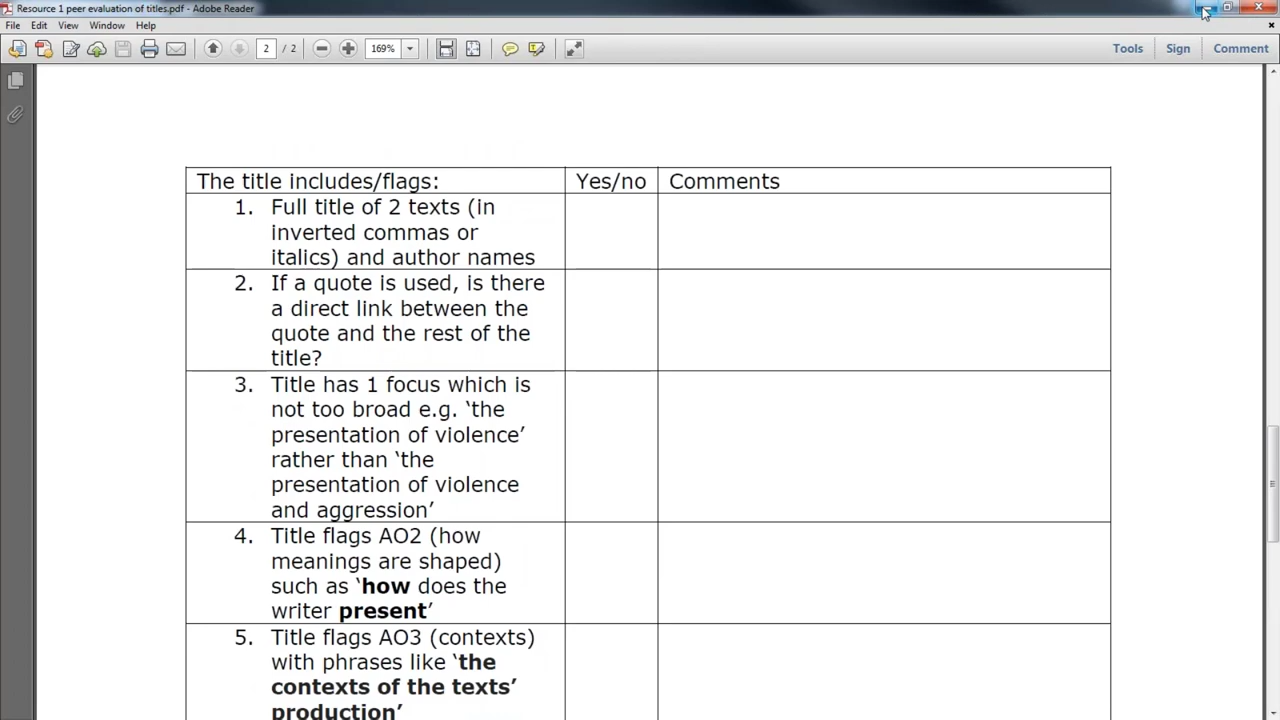 Resource 1 peer evaluation of titles.pdf - Adobe Reader
File Edit View Window Help
2 / 2 169% Tools Sign Comment
The title includes/flags: Yes/no Comments
1. Full title of 2 texts (in
inverted commas or
italics) and author names
2. If a quote is used, is there
a direct link between the
quote and the rest of the
title?
3. Title has 1 focus which is
not too broad e.g. ‘the
presentation of violence’
rather than ‘the
presentation of violence
and aggression’
4. Title flags AO2 (how
meanings are shaped)
such as ‘how does the
writer present’
5. Title flags AO3 (contexts)
with phrases like ‘the
contexts of the texts’
production’